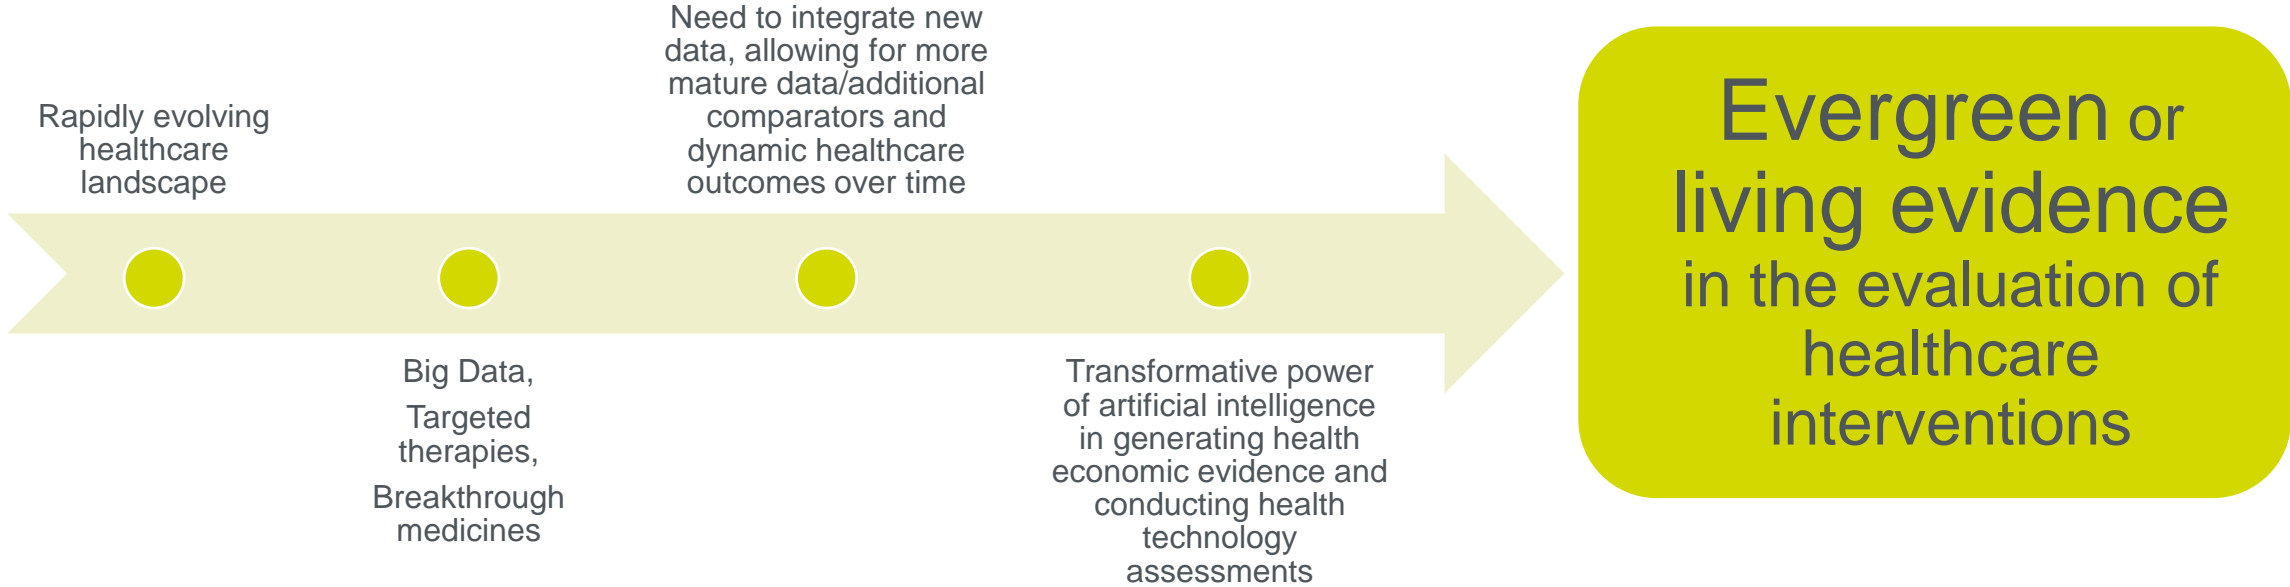 Rapidly evolving
healthcare
landscape
Big Data,
Targeted
therapies,
Breakthrough
medicines
Need to integrate new
data, allowing for more
mature data/additional
comparators and
dynamic healthcare
outcomes over time
Transformative power
of artificial intelligence
in generating health
economic evidence and
conducting health
technology
assessments
Evergreen or
living evidence
in the evaluation of
healthcare
interventions